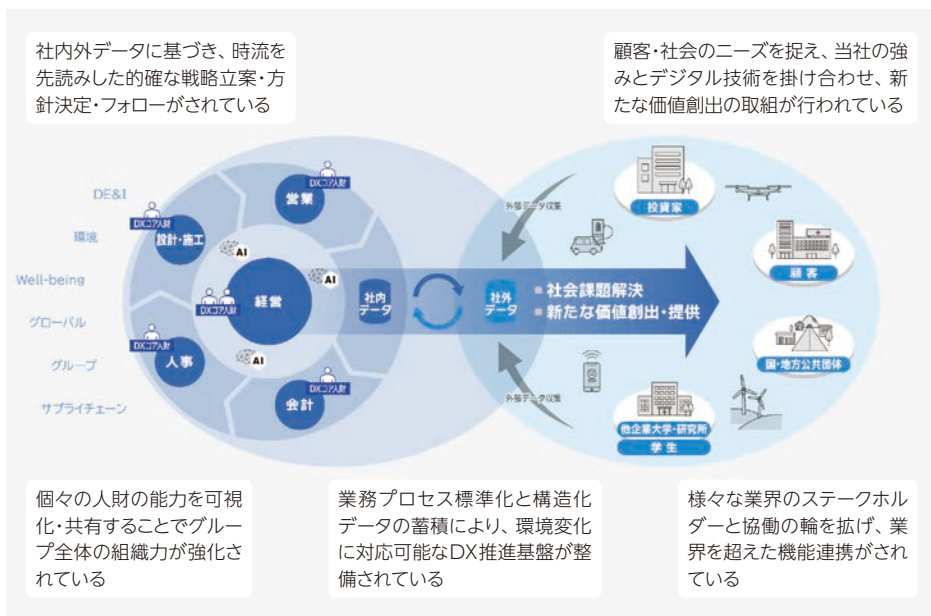 社内外データに基づき、時流を
先読みした的確な戦略立案・方
針決定・フォローがされている
顧客・社会のニーズを捉え、当社の強
みとデジタル技術を掛け合わせ、新
たな価値創出の取組が行われている
DE&I
環境
Well-being
グローバル
グループ
サプライチェーン
DXコア人財
営業
DXコア人財
設計・施工
AI
AI
DXコア人財
経営
AI
DXコア人財
人事
DXコア人財
会計
社内
データ
社外
データ
外部データ収集
外部データ収集
■ 社会課題解決
■ 新たな価値創出・提供
投資家
顧客
国・地方公共団体
他企業大学・研究所
学生
個々の人財の能力を可視
化・共有することでグルー
プ全体の組織力が強化さ
れている
業務プロセス標準化と構造化
データの蓄積により、環境変化
に対応可能なDX推進基盤が整
備されている
様々な業界のステークホル
ダーと協働の輪を拡げ、業
界を超えた機能連携がされ
ている